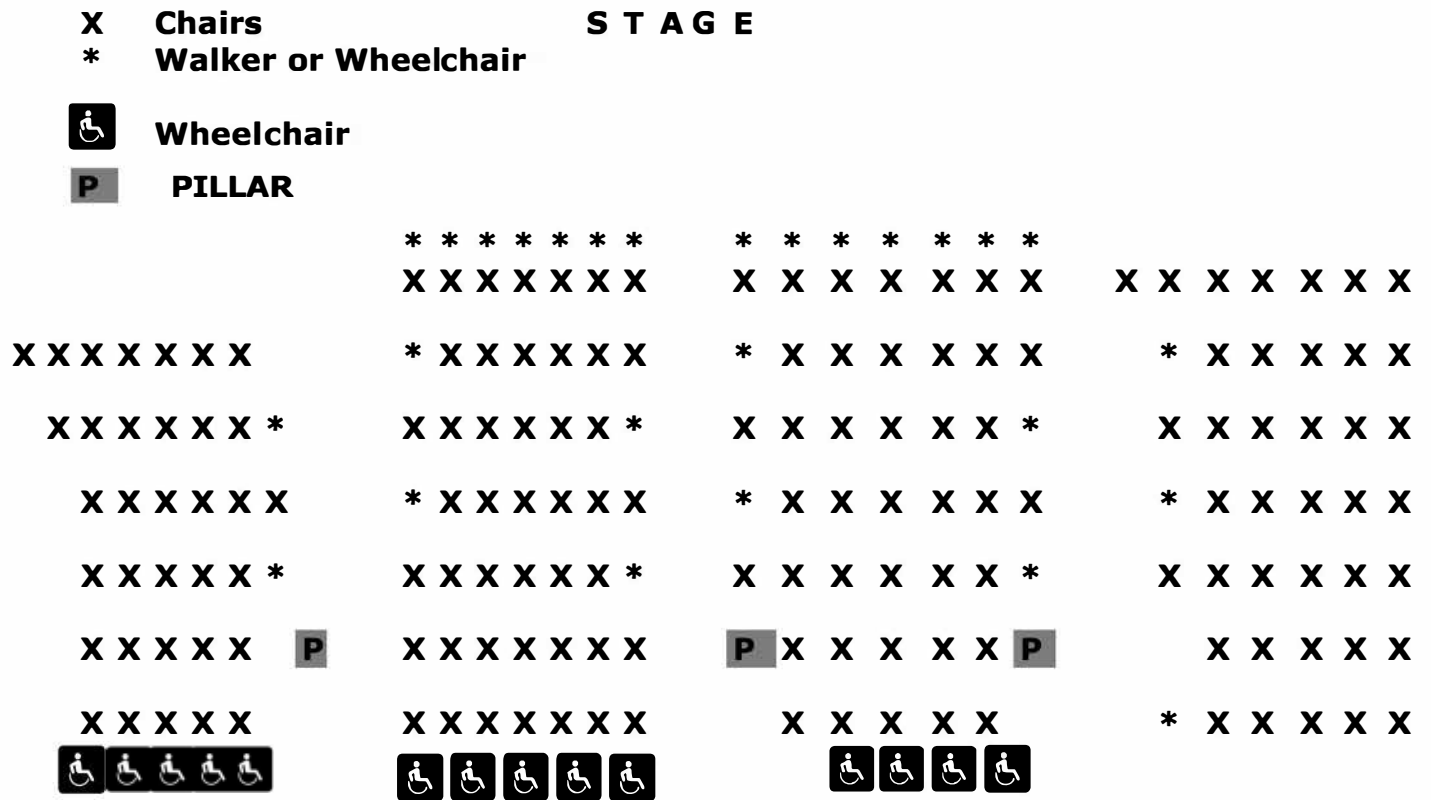 X Chairs STAGE
* Walker or Wheelchair
Wheelchair
P PILLAR
* * * * * * * * * * * * * *
X X X X X X X X X X X X X X X X X X X X X
X X X X X X X * X X X X X X * X X X X X X * X X X X X
X X X X X X * X X X X X X * X X X X X X * X X X X X X
X X X X X X * X X X X X X * X X X X X X * X X X X X
X X X X X * X X X X X X * X X X X X X * X X X X X X
X X X X X P X X X X X X X P X X X X X P X X X X X
X X X X X X X X X X X X X X X X X * X X X X X